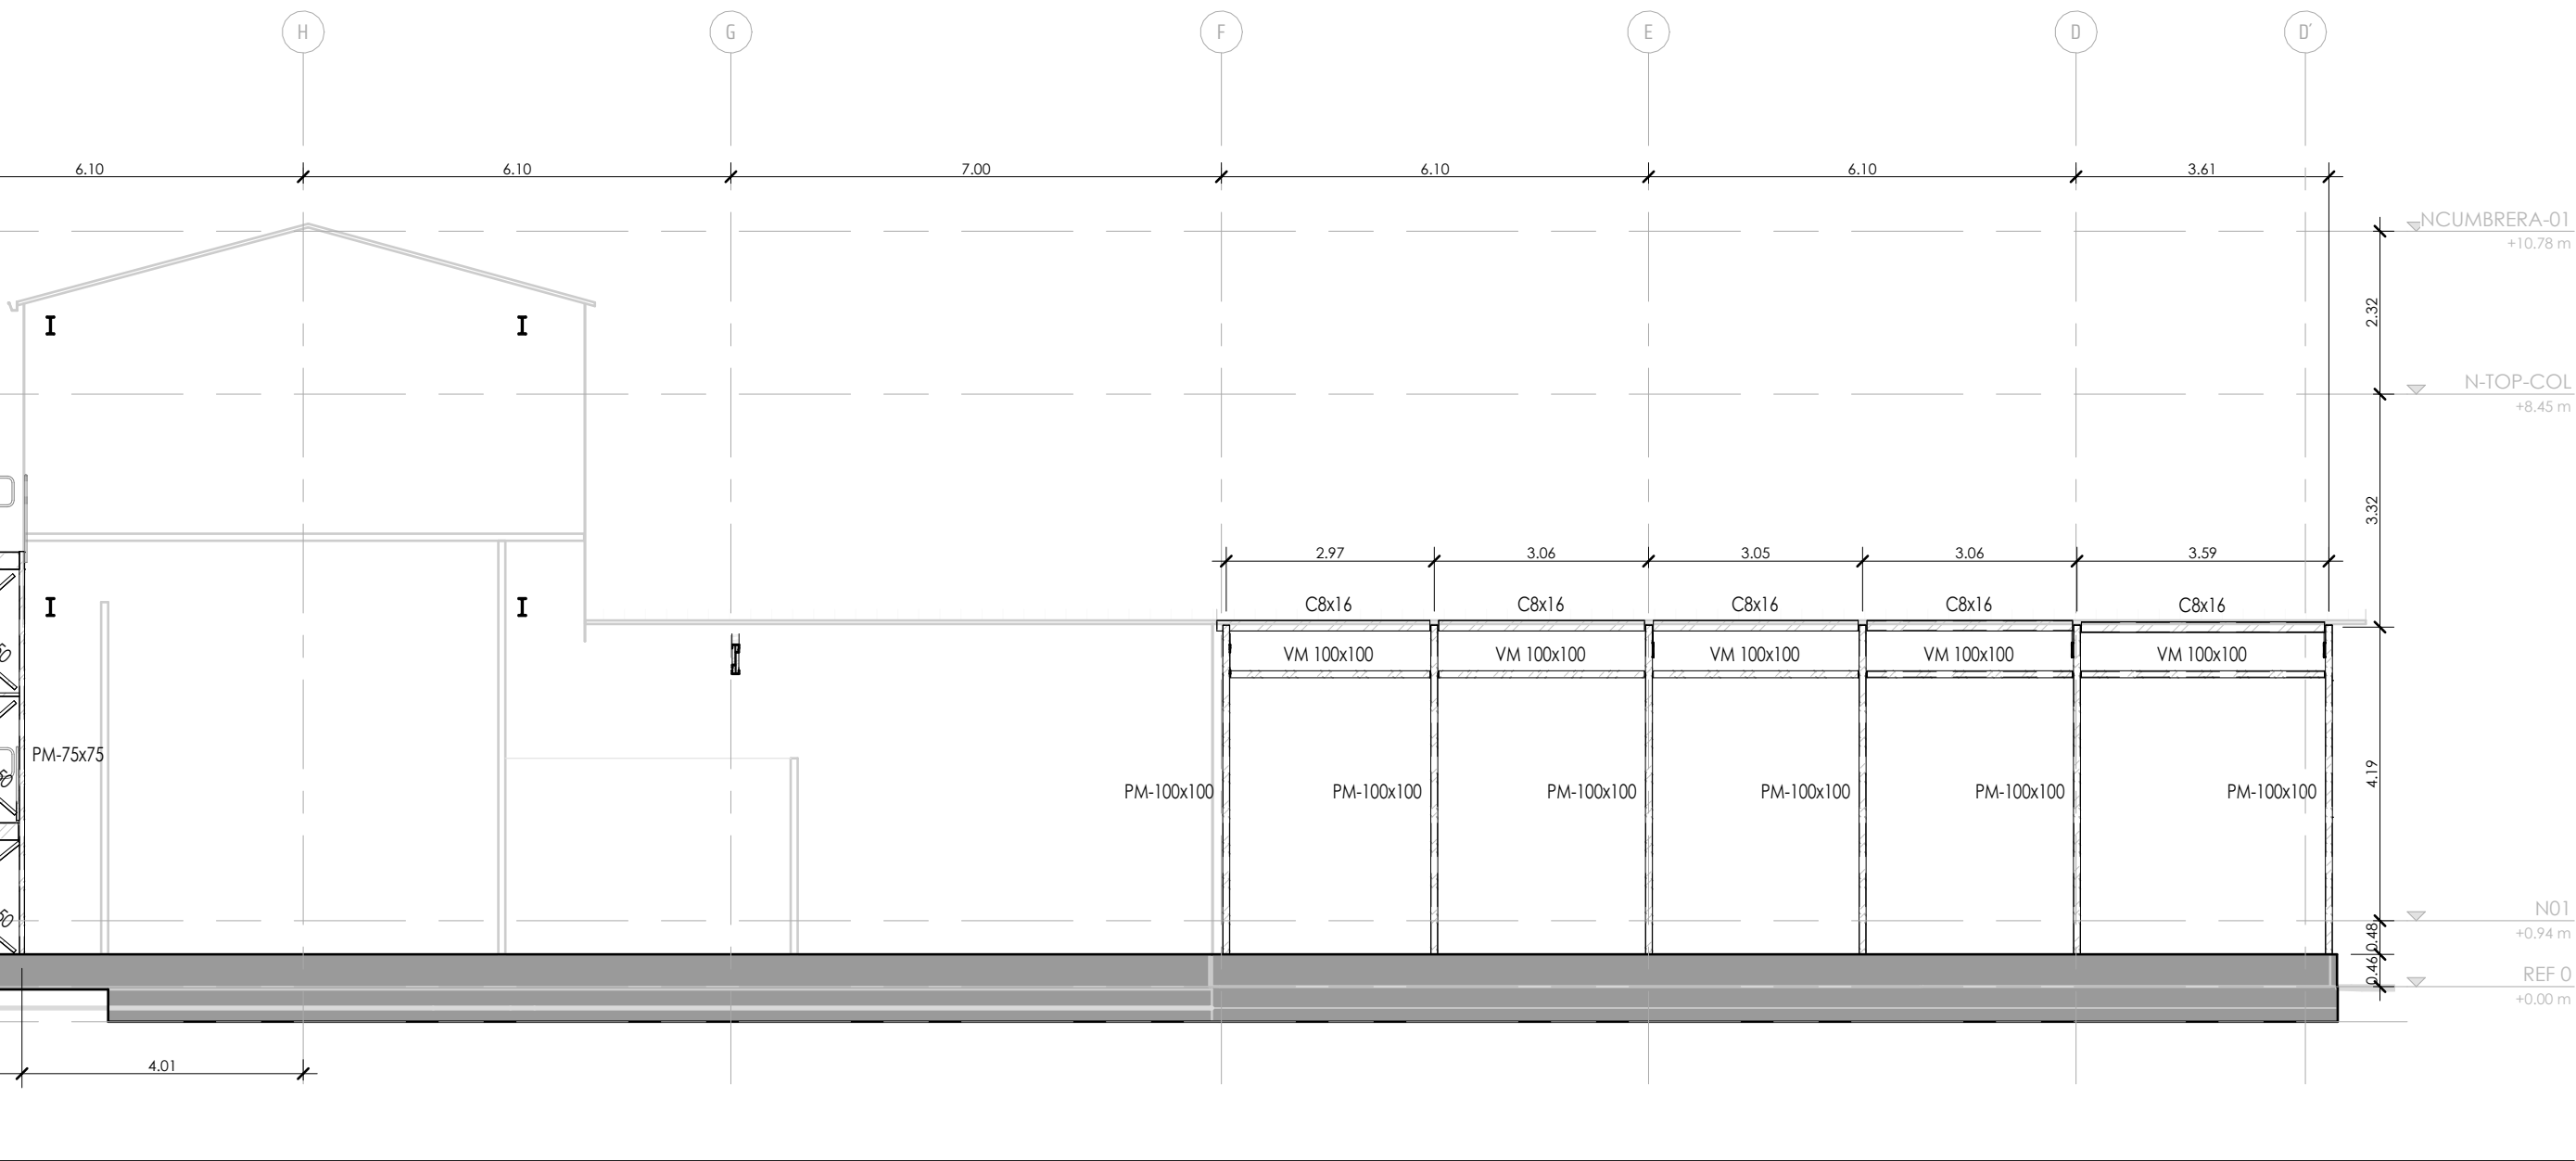 H G F E D D'
6.10 6.10 7.00 6.10 6.10 3.61
NCUMBRERA-01
+10.78 m
2.32
N-TOP-COL
+8.45 m
3.32
2.97 3.06 3.05 3.06 3.59
C8x16 C8x16 C8x16 C8x16 C8x16
VM 100x100 VM 100x100 VM 100x100 VM 100x100 VM 100x100
PM-75x75
PM-100x100 PM-100x100 PM-100x100 PM-100x100 PM-100x100 PM-100x100
4.19
N01
+0.94 m
0.48
0.46
REF 0
+0.00 m
4.01